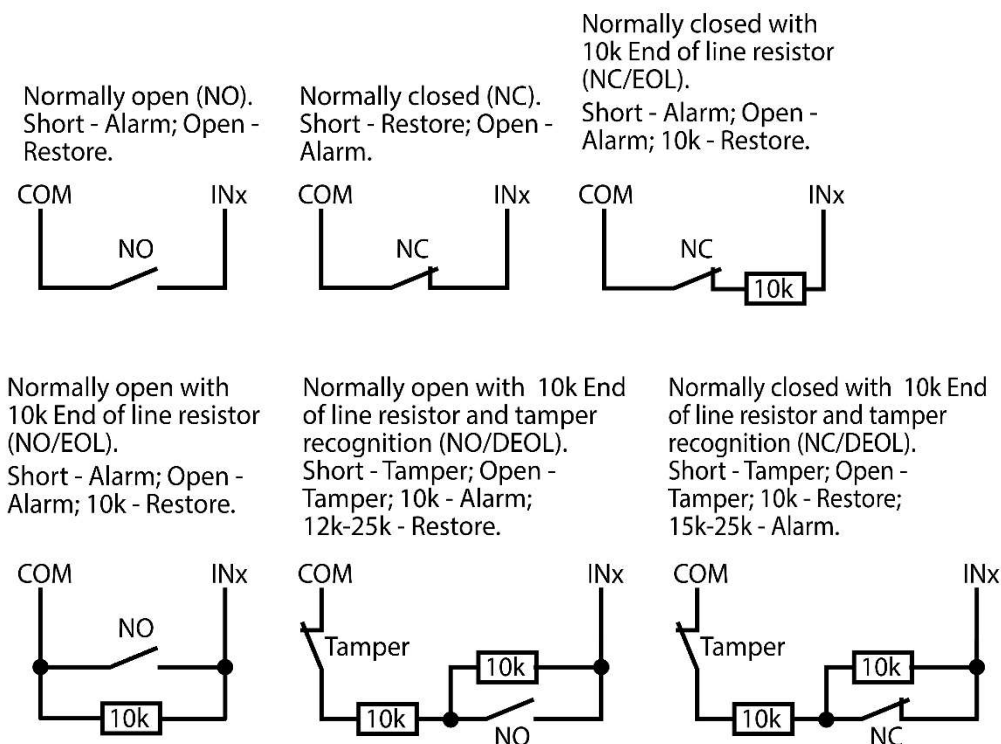 Normally open (NO).
Short - Alarm; Open -
Restore.
COM INx
NO
Normally closed (NC).
Short - Restore; Open -
Alarm.
COM INx
NC
Normally closed with
10k End of line resistor
(NC/EOL).
Short - Alarm; Open -
Alarm; 10k - Restore.
COM INx
NC
10k
Normally open with
10k End of line resistor
(NO/EOL).
Short - Alarm; Open -
Alarm; 10k - Restore.
COM INx
NO
10k
Normally open with 10k End
of line resistor and tamper
recognition (NO/DEOL).
Short - Tamper; Open -
Tamper; 10k - Alarm;
12k-25k - Restore.
COM INx
Tamper
10k
10k
NO
Normally closed with 10k End
of line resistor and tamper
recognition (NC/DEOL).
Short - Tamper; Open -
Tamper; 10k - Restore;
15k-25k - Alarm.
COM INx
Tamper
10k
10k
NC